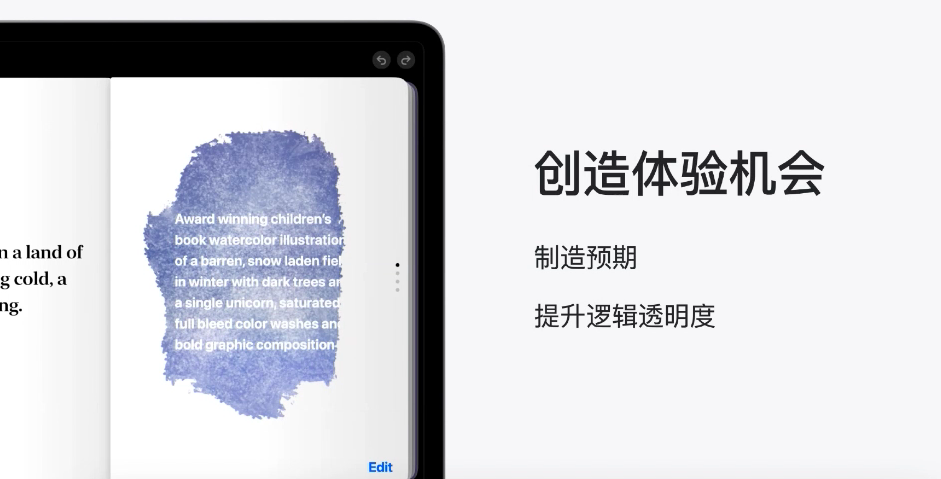 n a land of
g cold, a
ng.
Award winning children's
book watercolor illustration
of a barren, snow laden fiel
in winter with dark trees an
a single unicorn, saturated
full bleed color washes and
bold graphic composition
Edit
创造体验机会
制造预期
提升逻辑透明度